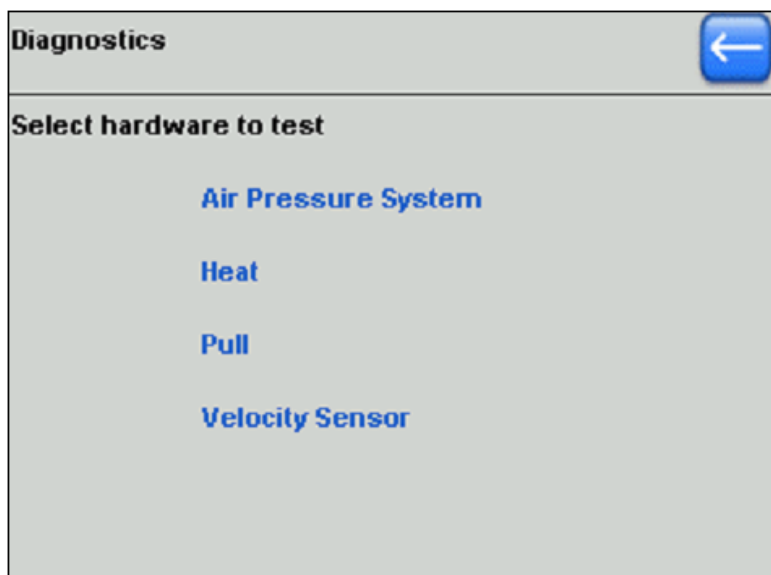 Diagnostics
Select hardware to test
Air Pressure System
Heat
Pull
Velocity Sensor